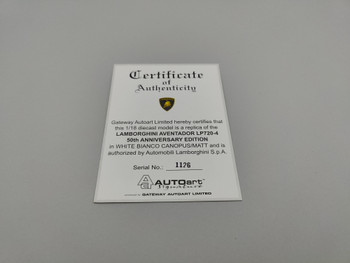 Certificate
of
Authenticity
Gateway Autoart Limited hereby certifies that
this 1/18 diecast model is a replica of the
LAMBORGHINI AVENTADOR LP720-4
50th ANNIVERSARY EDITION
in WHITE BIANCO CANOPUS/MATT and is
authorized by Automobili Lamborghini S.p.A.
Serial No.: 1126
AUTOart
Signature
GATEWAY AUTOART LIMITED